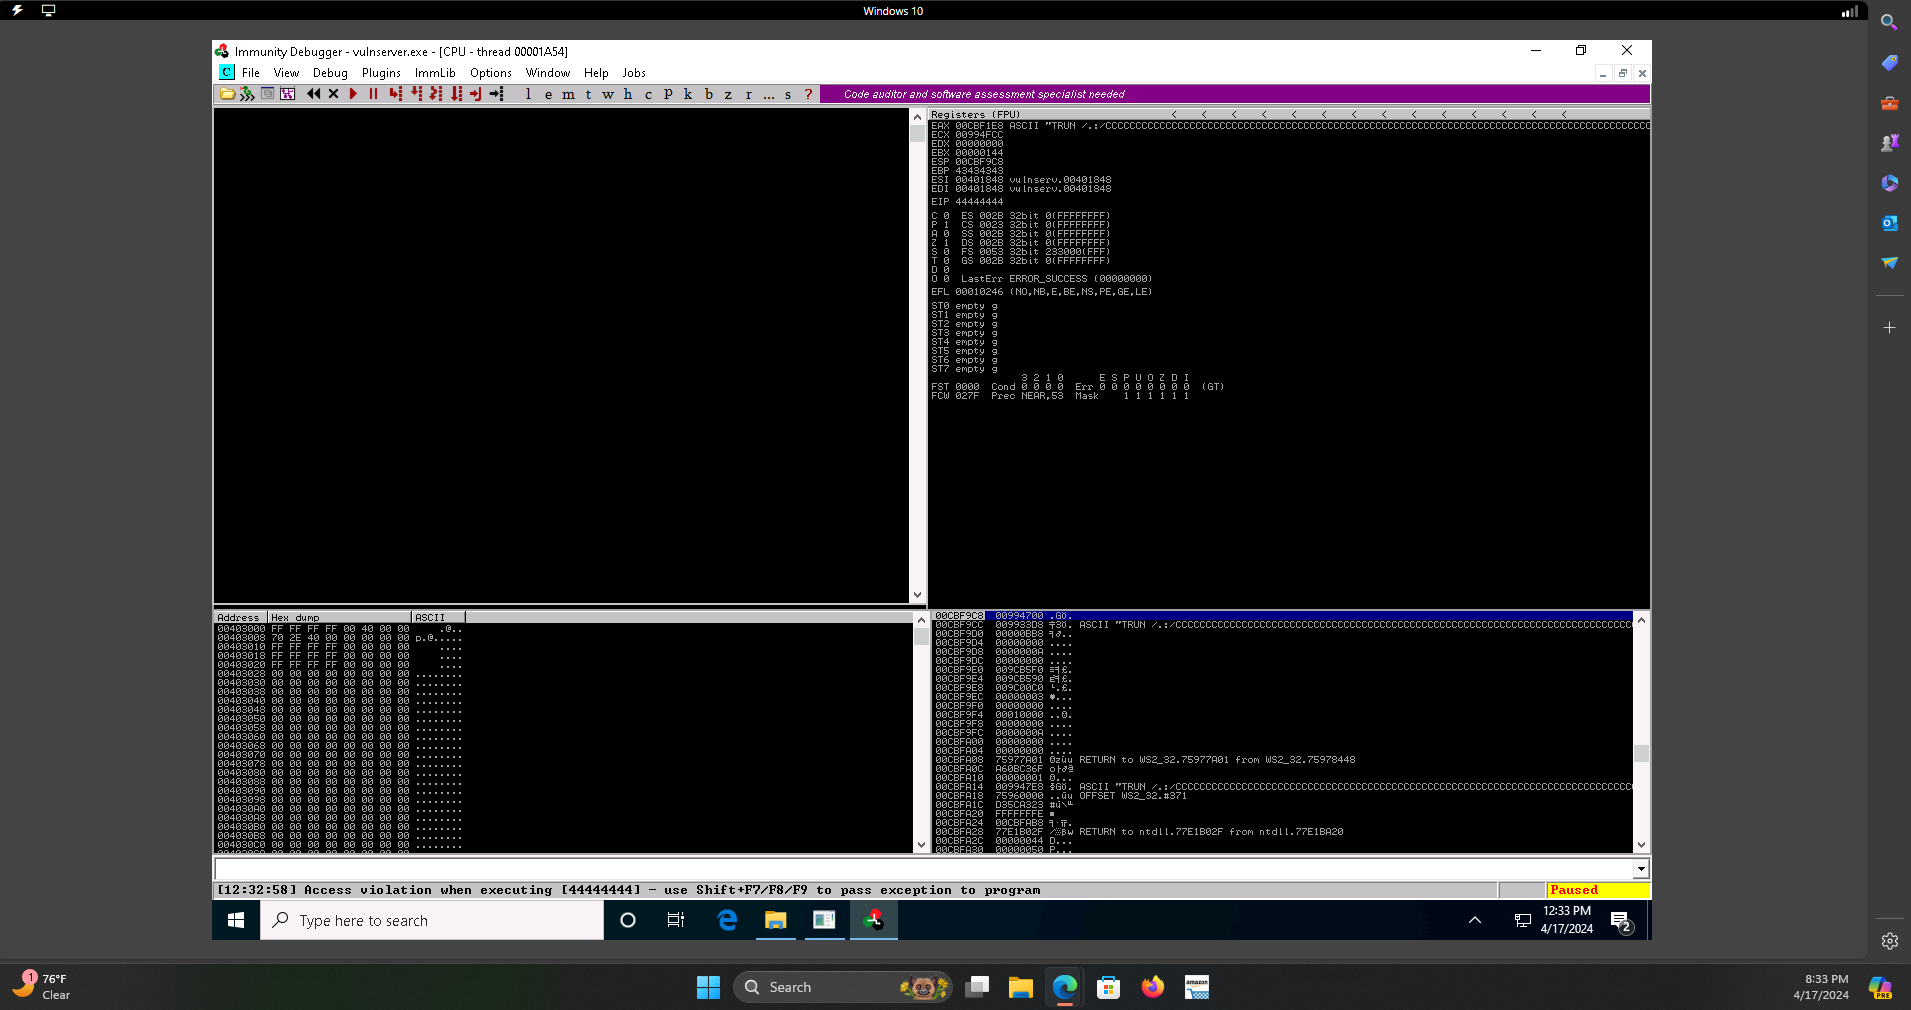 Windows 10
Immunity Debugger - vulnserver.exe - [CPU - thread 00001A54]
C File View Debug Plugins ImmLib Options Window Help Jobs
l e m t w h c P k b z r ... s ?
Code auditor and software assessment specialist needed
Registers (FPU) < < < < < < < < < < < < < <
EAX 00CBF1E8 ASCII "TRUN /.:/
ECX 00994FCC
EDX 00000000
EBX 00000144
ESP 00CBF9C8
EBP 43434343
ESI 00401848 vulnserv.00401848
EDI 00401848 vulnserv.00401848
EIP 44444444
C 0 ES 002B 32bit 0(FFFFFFFF)
P 1 CS 0023 32bit 0(FFFFFFFF)
A 0 SS 002B 32bit 0(FFFFFFFF)
Z 1 DS 002B 32bit 0(FFFFFFFF)
S 0 FS 0053 32bit 233000(FFF)
T 0 GS 002B 32bit 0(FFFFFFFF)
D 0
O 0 LastErr ERROR_SUCCESS (00000000)
EFL 00010246 (NO,NB,E,BE,NS,PE,GE,LE)
ST0 empty g
ST1 empty g
ST2 empty g
ST3 empty g
ST4 empty g
ST5 empty g
ST6 empty g
ST7 empty g
3 2 1 0 E S P U O Z D I
FST 0000 Cond 0 0 0 0 Err 0 0 0 0 0 0 0 0 (GT)
FCW 027F Prec NEAR,53 Mask 1 1 1 1 1 1
Address Hex dump ASCII
00403000 FF FF FF FF 00 40 00 00 .@..
00403008 70 2E 40 00 00 00 00 00 p.@.....
00403010 FF FF FF FF 00 00 00 00 ....
00403018 FF FF FF FF 00 00 00 00 ....
00403020 FF FF FF FF 00 00 00 00 ....
00403028 00 00 00 00 00 00 00 00 ........
00403030 00 00 00 00 00 00 00 00 ........
00403038 00 00 00 00 00 00 00 00 ........
00403040 00 00 00 00 00 00 00 00 ........
00403048 00 00 00 00 00 00 00 00 ........
00403050 00 00 00 00 00 00 00 00 ........
00403058 00 00 00 00 00 00 00 00 ........
00403060 00 00 00 00 00 00 00 00 ........
00403068 00 00 00 00 00 00 00 00 ........
00403070 00 00 00 00 00 00 00 00 ........
00403078 00 00 00 00 00 00 00 00 ........
00403080 00 00 00 00 00 00 00 00 ........
00403088 00 00 00 00 00 00 00 00 ........
00403090 00 00 00 00 00 00 00 00 ........
00403098 00 00 00 00 00 00 00 00 ........
004030A0 00 00 00 00 00 00 00 00 ........
004030A8 00 00 00 00 00 00 00 00 ........
004030B0 00 00 00 00 00 00 00 00 ........
004030B8 00 00 00 00 00 00 00 00 ........
004030C0 00 00 00 00 00 00 00 00 ........
00CBF9C8 00994700 .Gö.
00CBF9CC 009933D8 ASCII "TRUN /.:/
00CBF9D0 00000BB8
00CBF9D4 00000000 ....
00CBF9D8 0000000A ....
00CBF9DC 00000000 ....
00CBF9E0 009CB5F0
00CBF9E4 009CB590
00CBF9E8 009C00C0
00CBF9EC 00000003 ♥...
00CBF9F0 00000000 ....
00CBF9F4 00010000 ..☺.
00CBF9F8 00000000 ....
00CBF9FC 0000000A ....
00CBFA00 00000000 ....
00CBFA04 00000000 ....
00CBFA08 75977A01 RETURN to WS2_32.75977A01 from WS2_32.75978448
00CBFA0C A60BC36F
00CBFA10 00000001 ☺...
00CBFA14 009947E8 ASCII "TRUN /.:/
00CBFA18 75960000 OFFSET WS2_32.#371
00CBFA1C D35CA323
00CBFA20 FFFFFFFE
00CBFA24 00CBFAB8
00CBFA28 77E1B02F RETURN to ntdll.77E1B02F from ntdll.77E1BA20
00CBFA2C 00000044 D...
00CBFA30 00000050 P...
[12:32:58] Access violation when executing [44444444] - use Shift+F7/F8/F9 to pass exception to program
Paused
Type here to search
12:33 PM
4/17/2024
2
1
76°F
Clear
Search
amazon
8:33 PM
4/17/2024
PRE